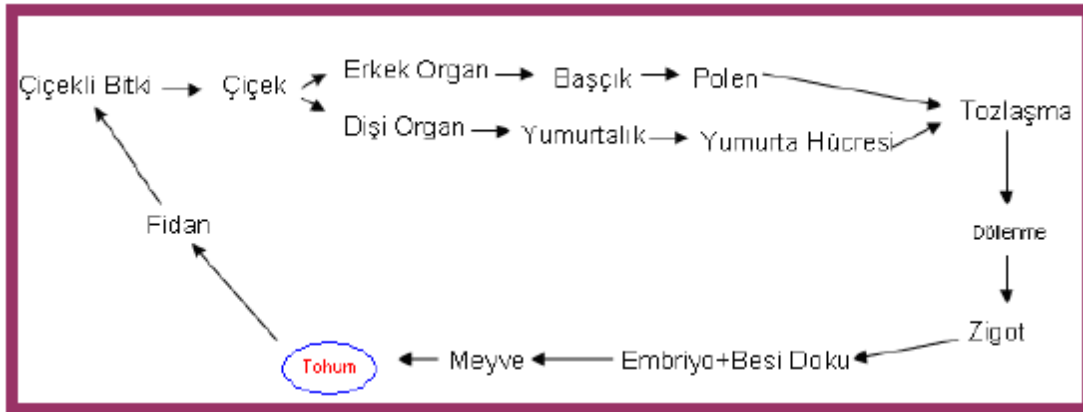 Erkek Organ
Başçık
Polen
Çiçekli Bitki
Çiçek
Tozlaşma
Dişi Organ
Yumurtalık
Yumurta Hücresi
Fidan
Döllenme
Zigot
Tohum
Meyve
Embriyo+Besi Doku